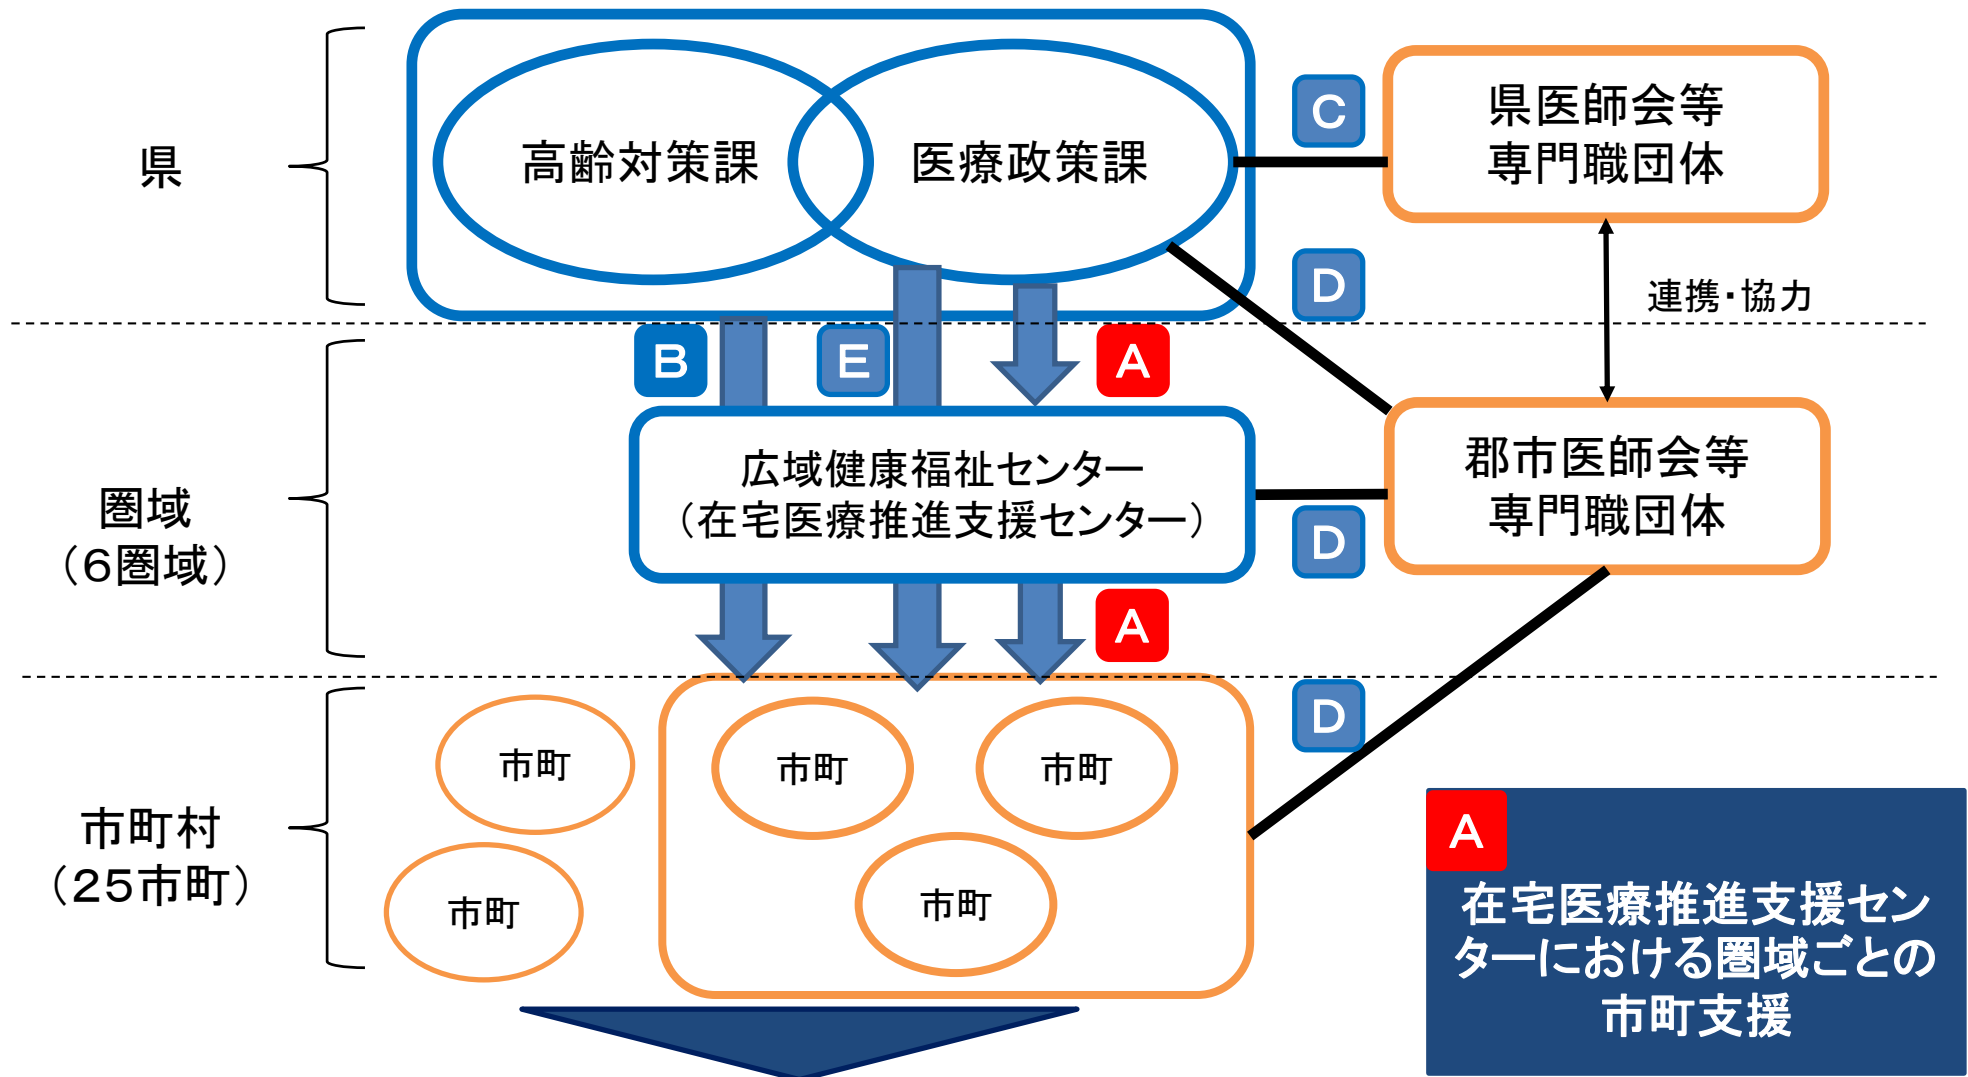 県
高齢対策課
医療政策課
C
県医師会等
専門職団体
D
連携・協力
B
E
A
圏域
（6圏域）
広域健康福祉センター
（在宅医療推進支援センター）
郡市医師会等
専門職団体
D
A
D
市町村
（25市町）
市町
市町
市町
市町
市町
A
在宅医療推進支援セン
ターにおける圏域ごとの
市町支援